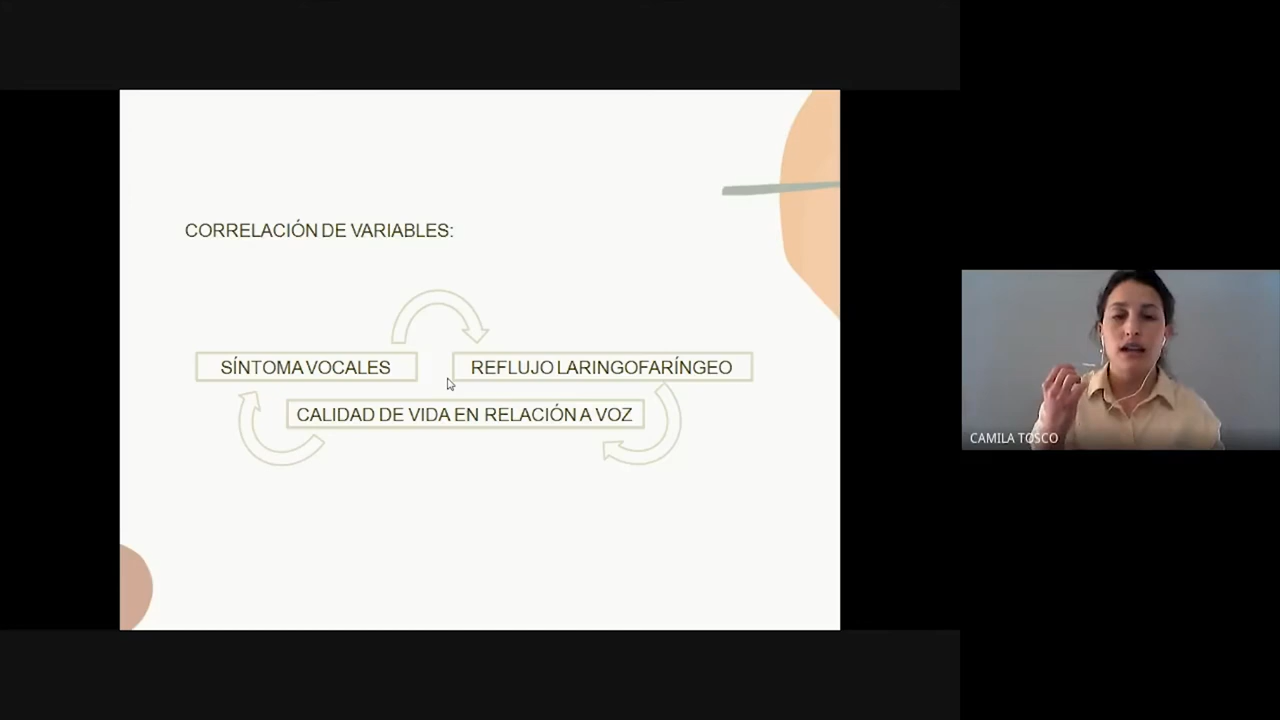 CORRELACIÓN DE VARIABLES:
SÍNTOMA VOCALES
REFLUJO LARINGOFARÍNGEO
CALIDAD DE VIDA EN RELACIÓN A VOZ
CAMILA TOSCO